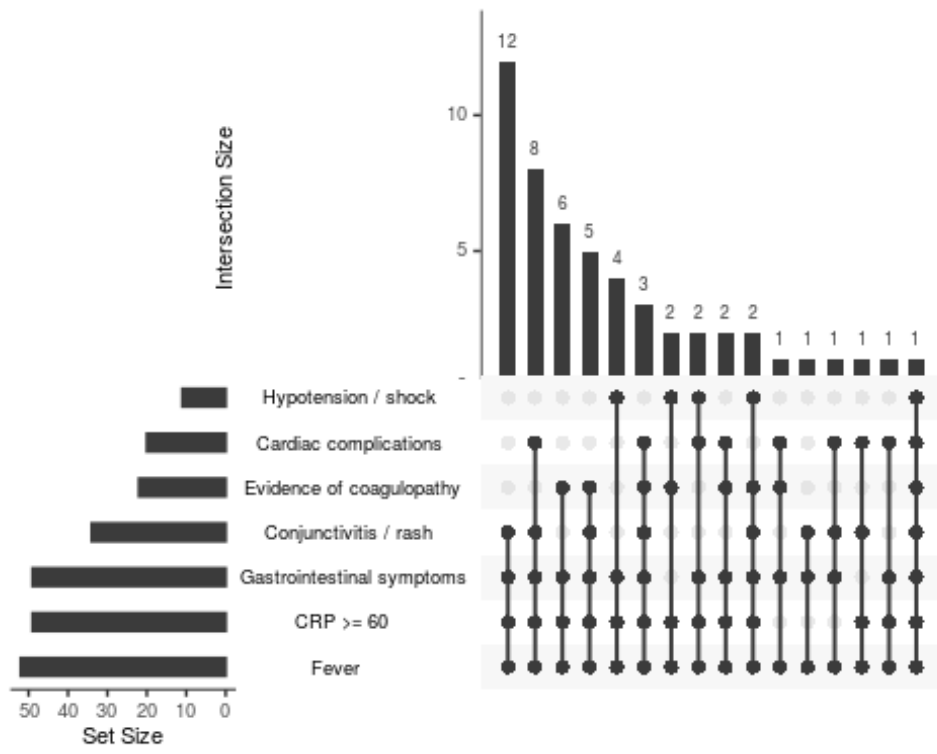 12
8
6
5
4
3
2
2
2
2
1
1
1
1
1
1
10
5
Intersection Size
Hypotension / shock
Cardiac complications
Evidence of coagulopathy
Conjunctivitis / rash
Gastrointestinal symptoms
CRP >= 60
Fever
50 40 30 20 10 0
Set Size